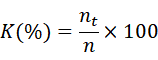 K(%) = n_t/n × 100